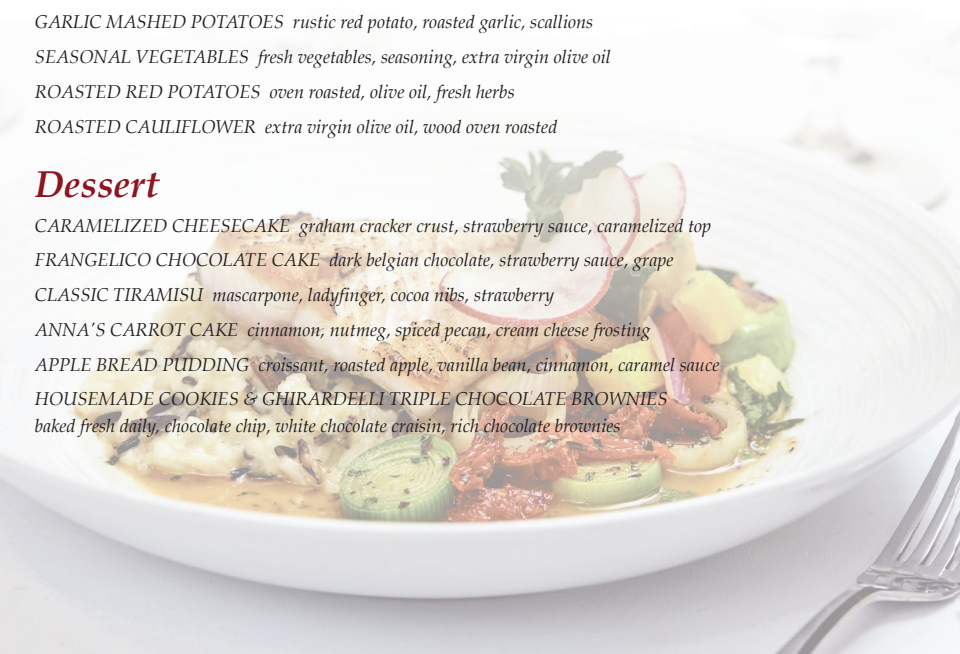 GARLIC MASHED POTATOES rustic red potato, roasted garlic, scallions
SEASONAL VEGETABLES fresh vegetables, seasoning, extra virgin olive oil
ROASTED RED POTATOES oven roasted, olive oil, fresh herbs
ROASTED CAULIFLOWER extra virgin olive oil, wood oven roasted
Dessert
CARAMELIZED CHEESECAKE graham cracker crust, strawberry sauce, caramelized top
FRANGELICO CHOCOLATE CAKE dark belgian chocolate, strawberry sauce, grape
CLASSIC TIRAMISU mascarpone, ladyfinger, cocoa nibs, strawberry
ANNA'S CARROT CAKE cinnamon, nutmeg, spiced pecan, cream cheese frosting
APPLE BREAD PUDDING croissant, roasted apple, vanilla bean, cinnamon, caramel sauce
HOUSEMADE COOKIES & GHIRARDELLI TRIPLE CHOCOLATE BROWNIES
baked fresh daily, chocolate chip, white chocolate craisin, rich chocolate brownies